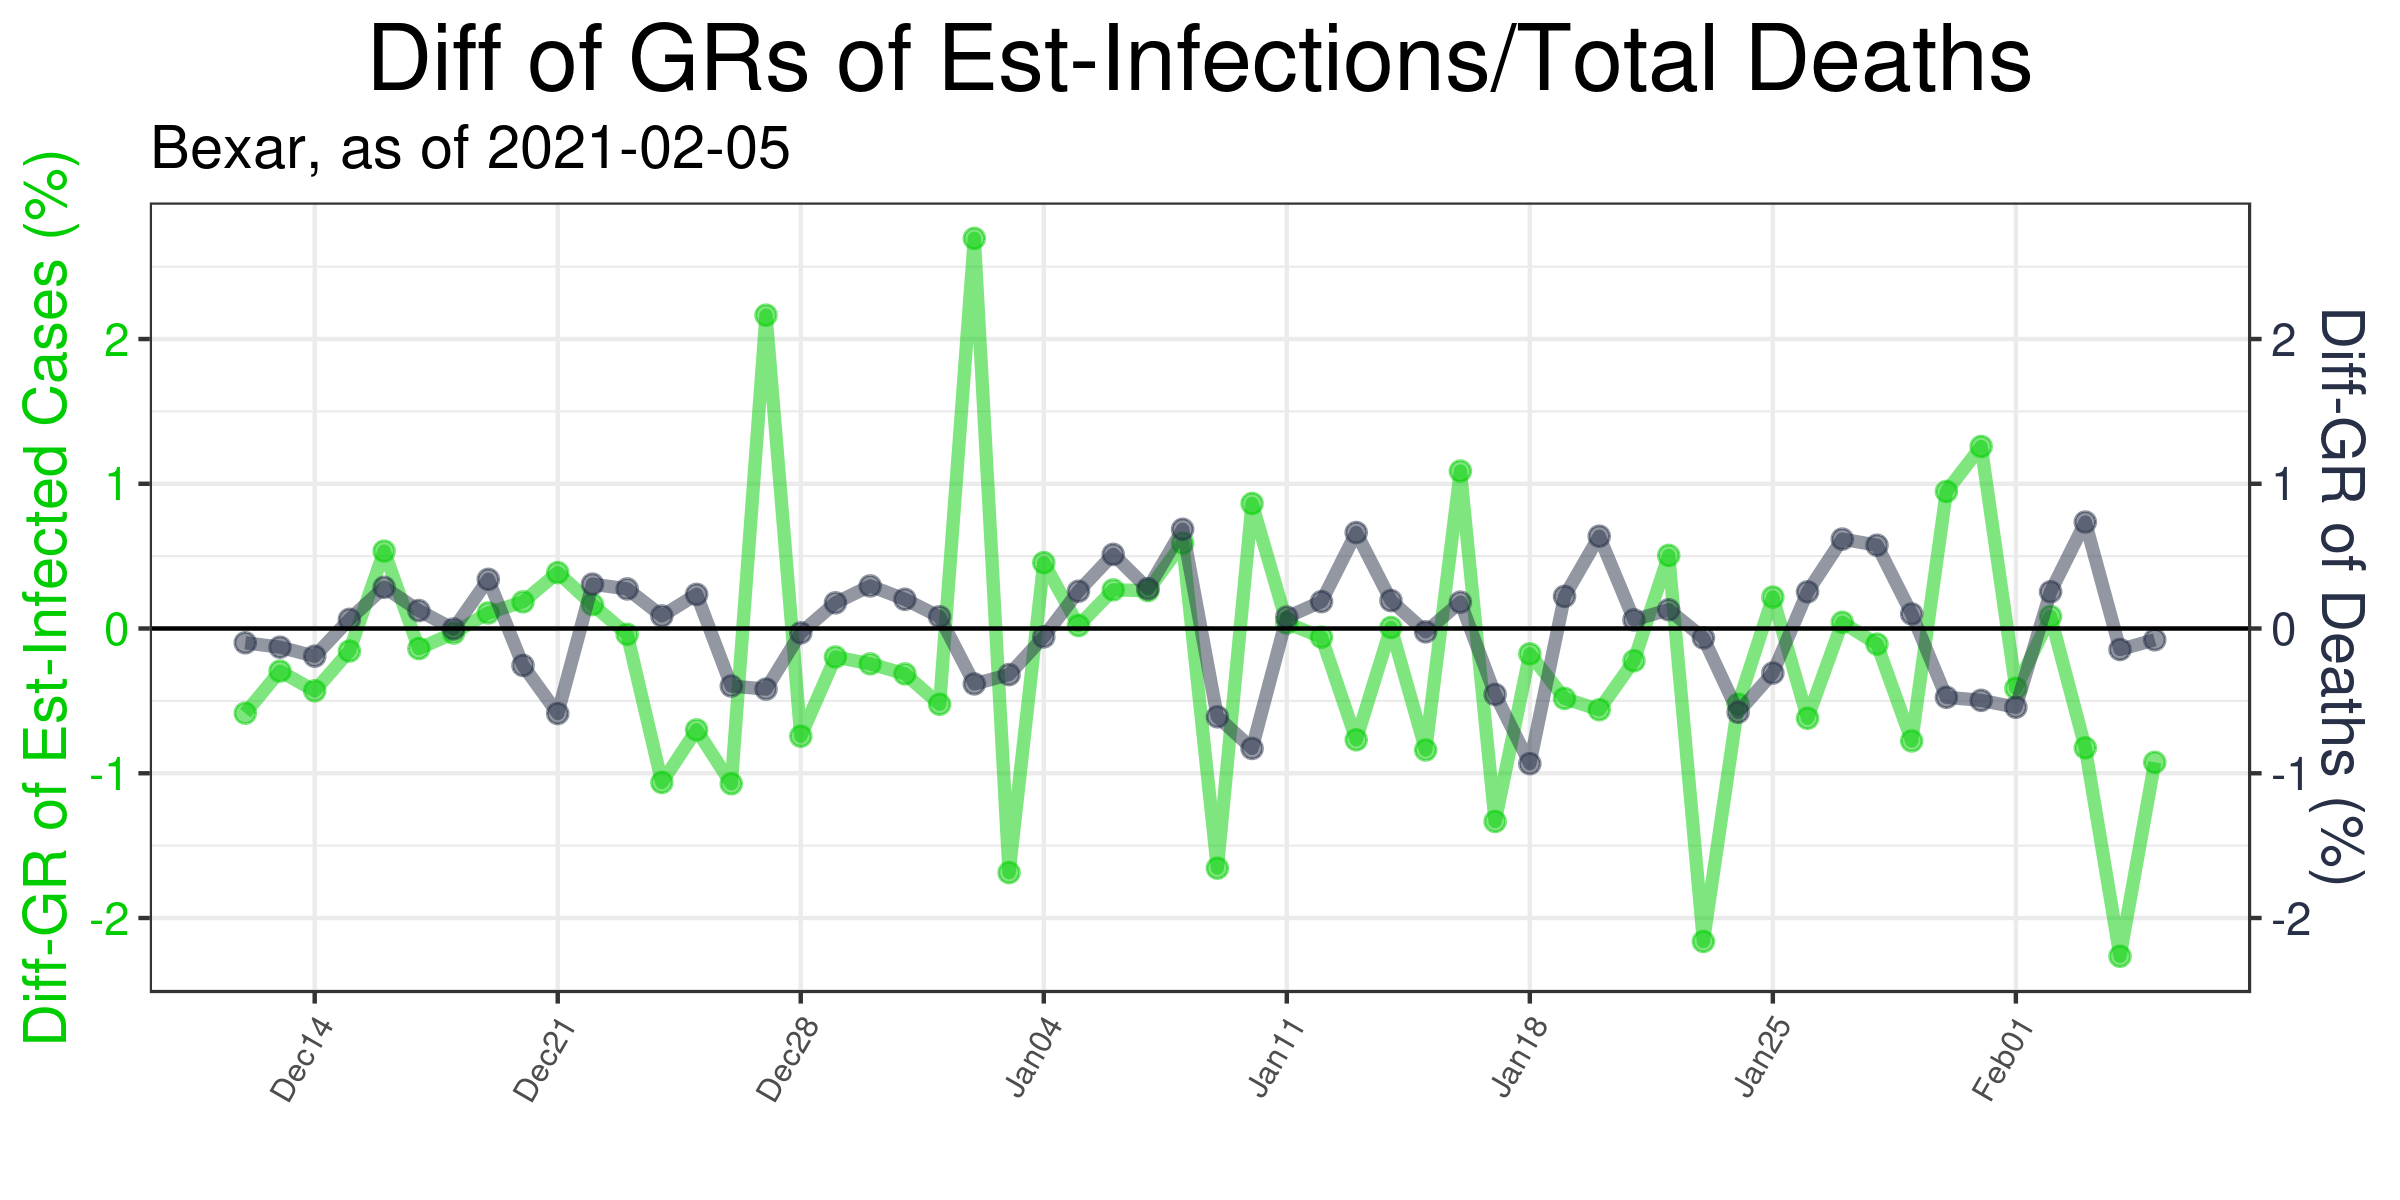 Diff of GRs of Est-Infections/Total Deaths
Bexar, as of 2021-02-05
Diff-GR of Est-Infected Cases (%)
2
1
0
-1
-2
2
1
0
-1
-2
Diff-GR of Deaths (%)
Dec14
Dec21
Dec28
Jan04
Jan11
Jan18
Jan25
Feb01